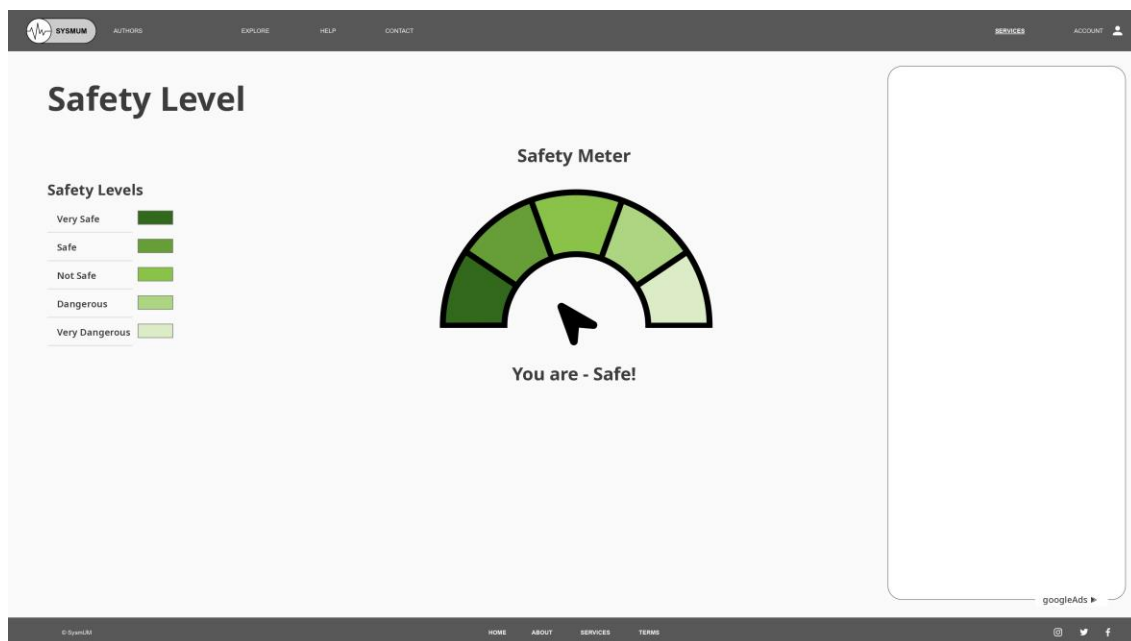 SYSMUM AUTHORS EXPLORE HELP CONTACT SERVICES ACCOUNT
Safety Level
Safety Meter
Safety Levels
Very Safe
Safe
Not Safe
Dangerous
Very Dangerous
You are - Safe!
googleAds
© SysmUM HOME ABOUT SERVICES TERMS